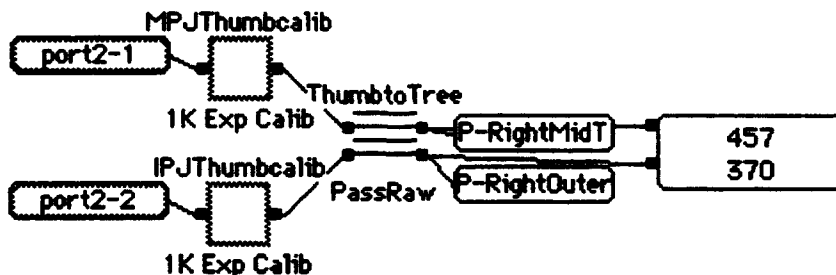 MPJThumbcalib
port2-1
1K Exp Calib
ThumbtoTree
P-RightMidT
457
370
IPJThumbcalib
P-RightOuter
PassRaw
port2-2
1K Exp Calib